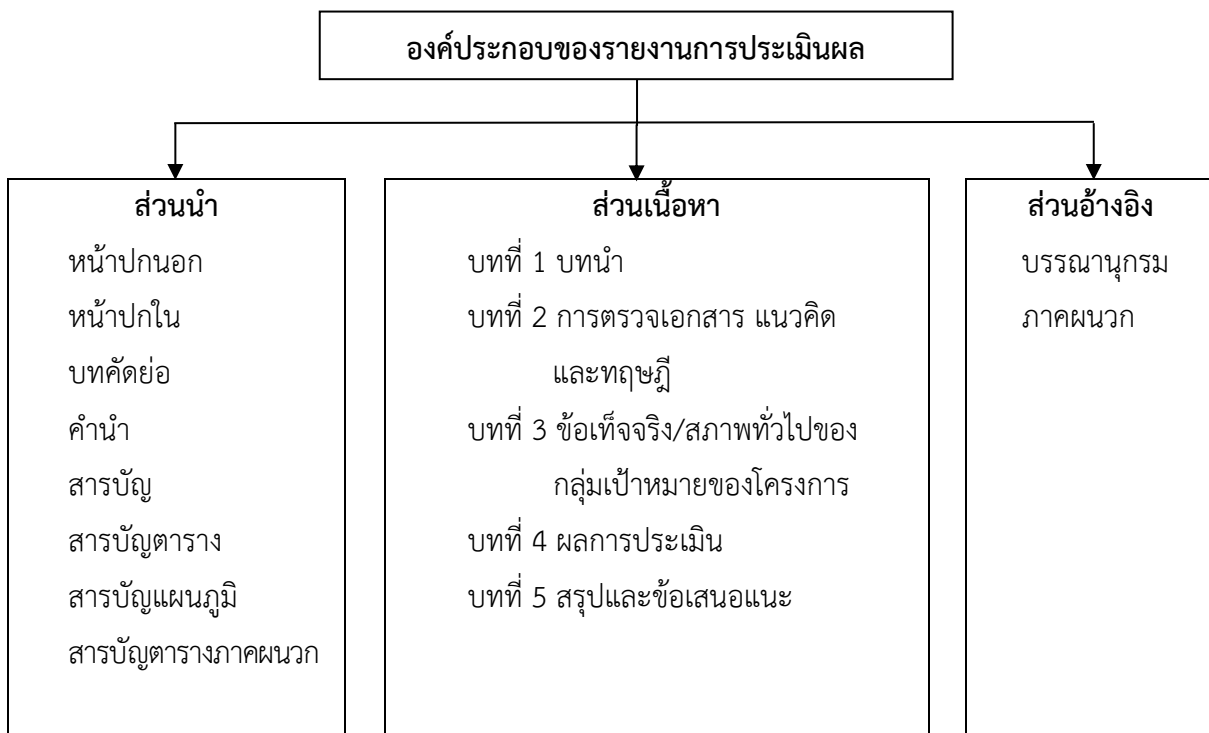 องค์ประกอบของรายงานการประเมินผล
ส่วนนำ
หน้าปกนอก
หน้าปกใน
บทคัดย่อ
คำนำ
สารบัญ
สารบัญตาราง
สารบัญแผนภูมิ
สารบัญตารางภาคผนวก
ส่วนเนื้อหา
บทที่ 1 บทนำ
บทที่ 2 การตรวจเอกสาร แนวคิด
และทฤษฎี
บทที่ 3 ข้อเท็จจริง/สภาพทั่วไปของ
กลุ่มเป้าหมายของโครงการ
บทที่ 4 ผลการประเมิน
บทที่ 5 สรุปและข้อเสนอแนะ
ส่วนอ้างอิง
บรรณานุกรม
ภาคผนวก